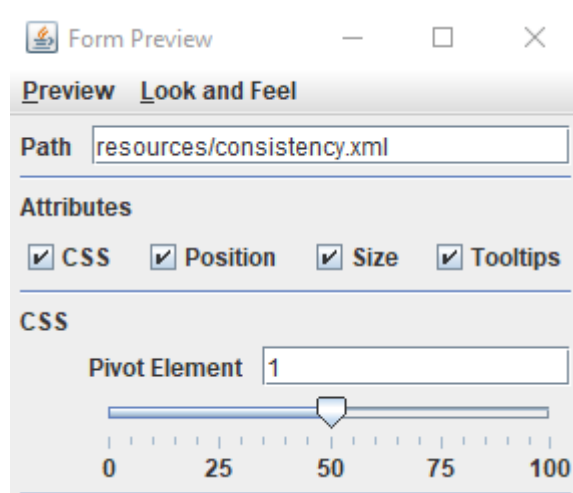 Form Preview
Preview Look and Feel
Path resources/consistency.xml
Attributes
CSS Position Size Tooltips
CSS
Pivot Element 1
0 25 50 75 100